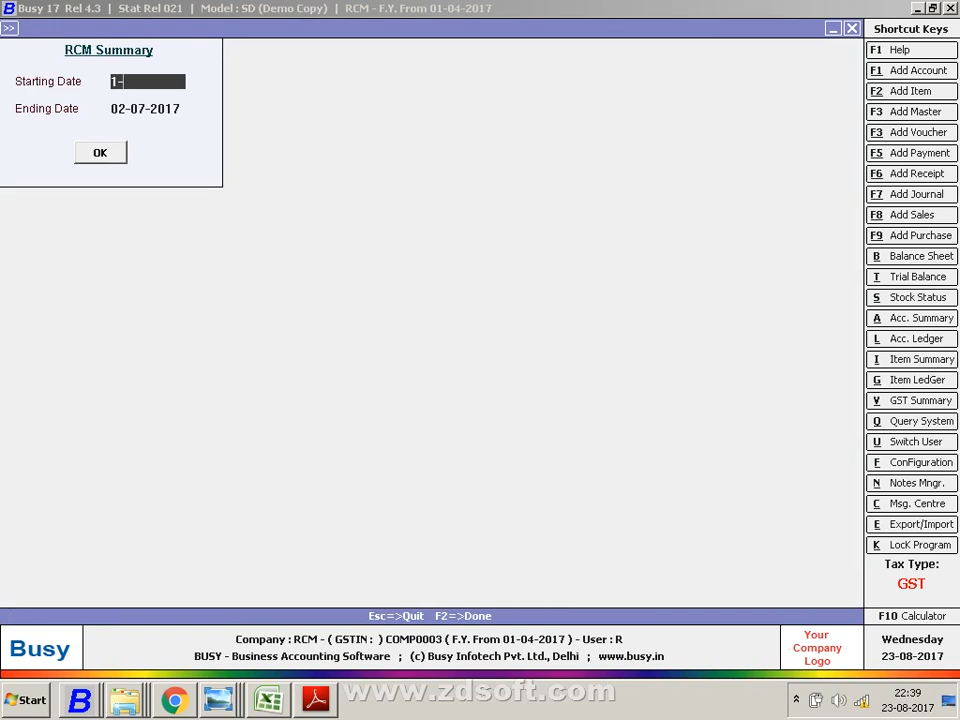 Busy 17 Rel 4.3 | Stat Rel 021 | Model : SD (Demo Copy) | RCM - F.Y. From 01-04-2017
>>
Shortcut Keys
RCM Summary
Starting Date 1-
Ending Date 02-07-2017
OK
F1 Help
F1 Add Account
F2 Add Item
F3 Add Master
F3 Add Voucher
F5 Add Payment
F6 Add Receipt
F7 Add Journal
F8 Add Sales
F9 Add Purchase
B Balance Sheet
T Trial Balance
S Stock Status
A Acc. Summary
L Acc. Ledger
I Item Summary
G Item LedGer
V GST Summary
Q Query System
U Switch User
F ConFiguration
N Notes Mngr.
C Msg. Centre
E Export/Import
K LocK Program
Tax Type:
GST
Esc=>Quit F2=>Done
F10 Calculator
Busy
Company : RCM - ( GSTIN : ) COMP0003 ( F.Y. From 01-04-2017 ) - User : R
BUSY - Business Accounting Software ; (c) Busy Infotech Pvt. Ltd., Delhi ; www.busy.in
Your
Company
Logo
Wednesday
23-08-2017
Start
www.zdsoft.com
22:39
23-08-2017